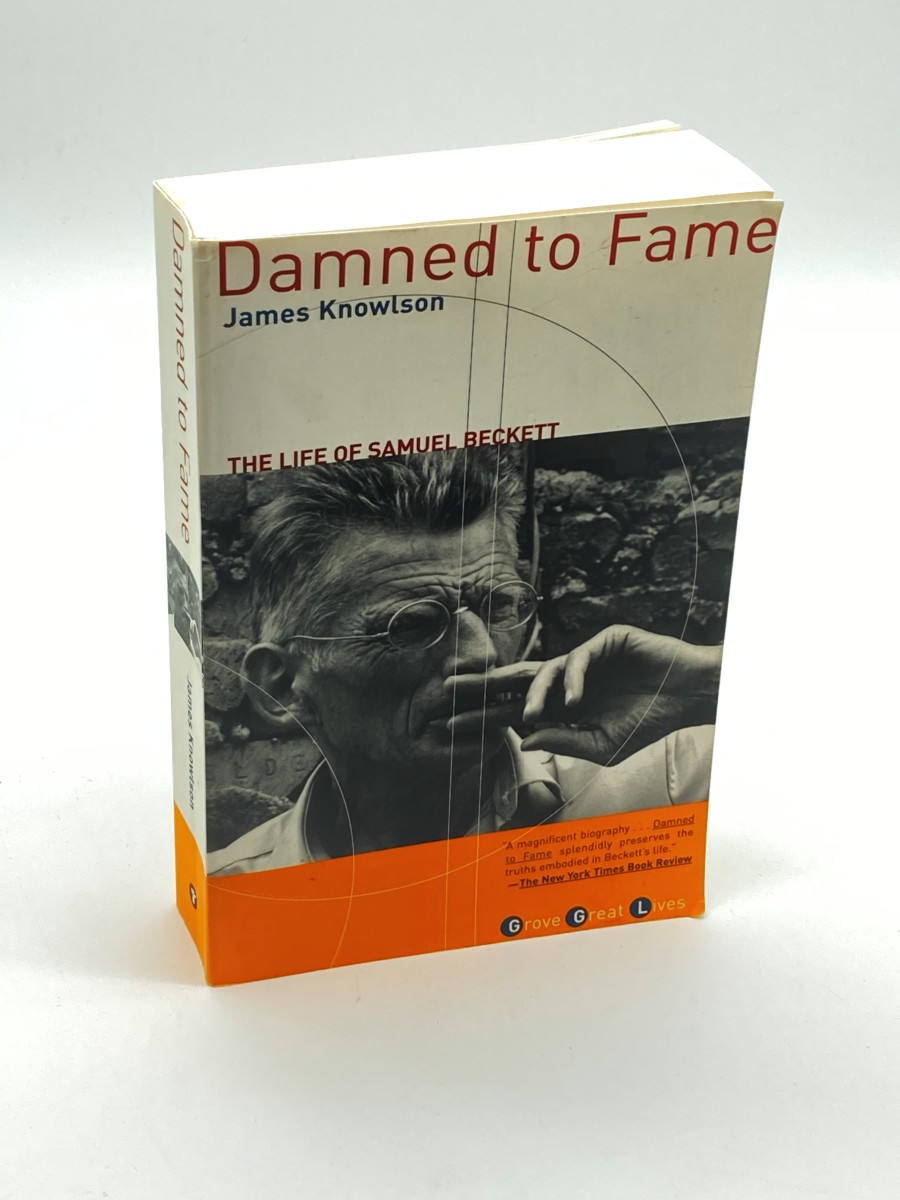 Damned to Fame
James Knowlson
THE LIFE OF SAMUEL BECKETT
"A magnificent biography . . . Damned
to Fame splendidly preserves the
truths embodied in Beckett's life."
—The New York Times Book Review
Grove Great Lives
Damned to Fame
James Knowlson
LDE